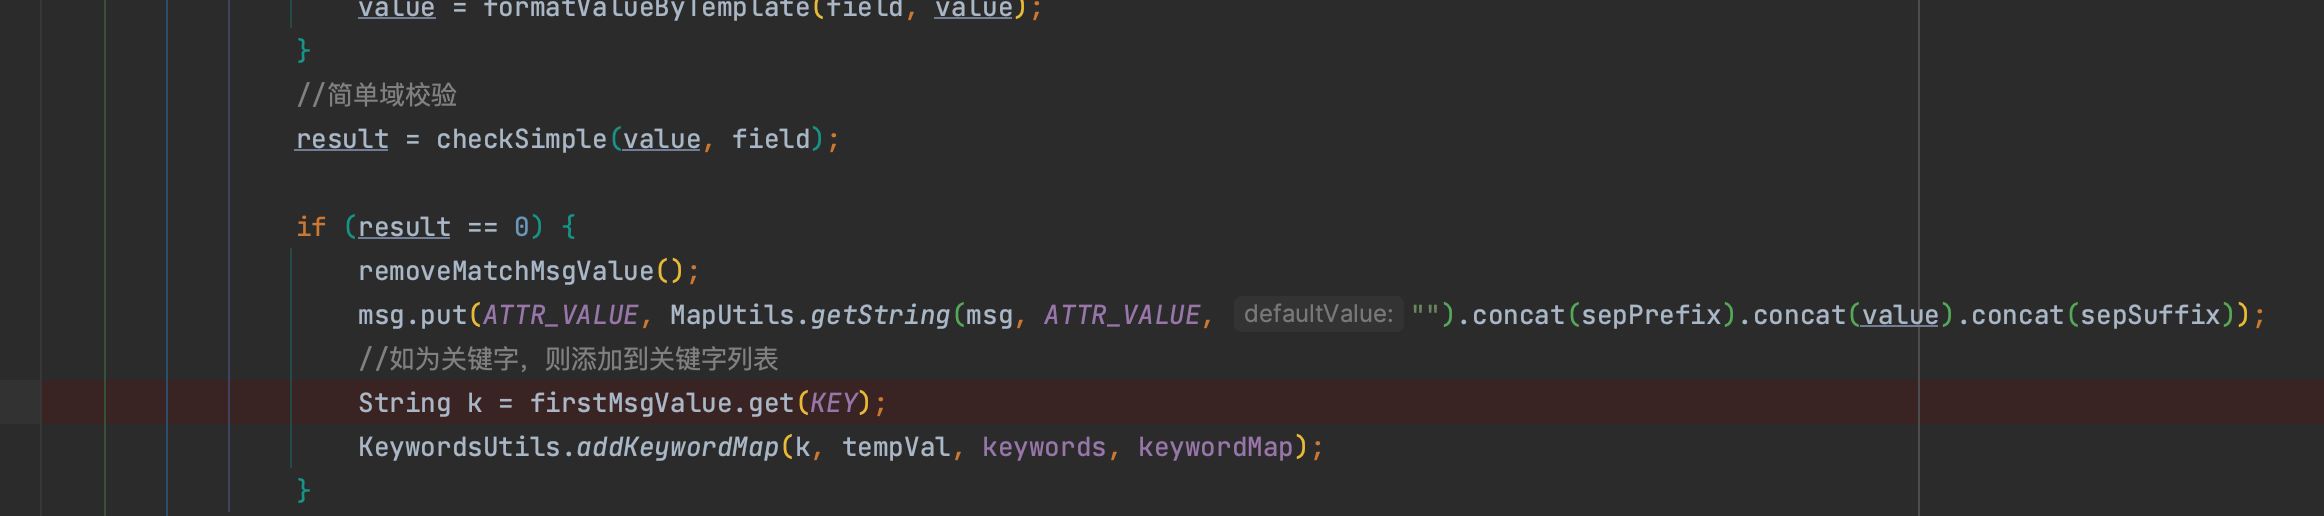 value = formatValueByTemplate(field, value);
}
//简单域校验
result = checkSimple(value, field);
if (result == 0) {
removeMatchMsgValue();
msg.put(ATTR_VALUE, MapUtils.getString(msg, ATTR_VALUE, defaultValue: "").concat(sepPrefix).concat(value).concat(sepSuffix));
//如为关键字，则添加到关键字列表
String k = firstMsgValue.get(KEY);
KeywordsUtils.addKeywordMap(k, tempVal, keywords, keywordMap);
}